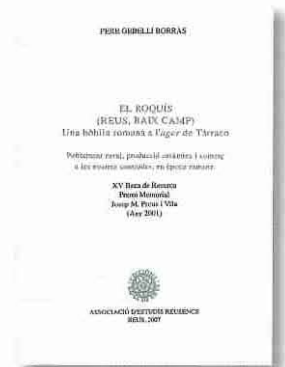 PERE GEBELLÍ BORRÀS
EL ROQUÍS
(REUS, BAIX CAMP)
Una bòbila romana a l'ager de Tàrraco
Poblament rural, producció ceràmica i comerç
a les nostres contrades, en època romana
XV Beca de Recerca
Premi Memorial
Josep M. Preus i Vila
(Any 2001)
ASSOCIACIÓ D'ESTUDIS REUSENCS
REUS, 2007